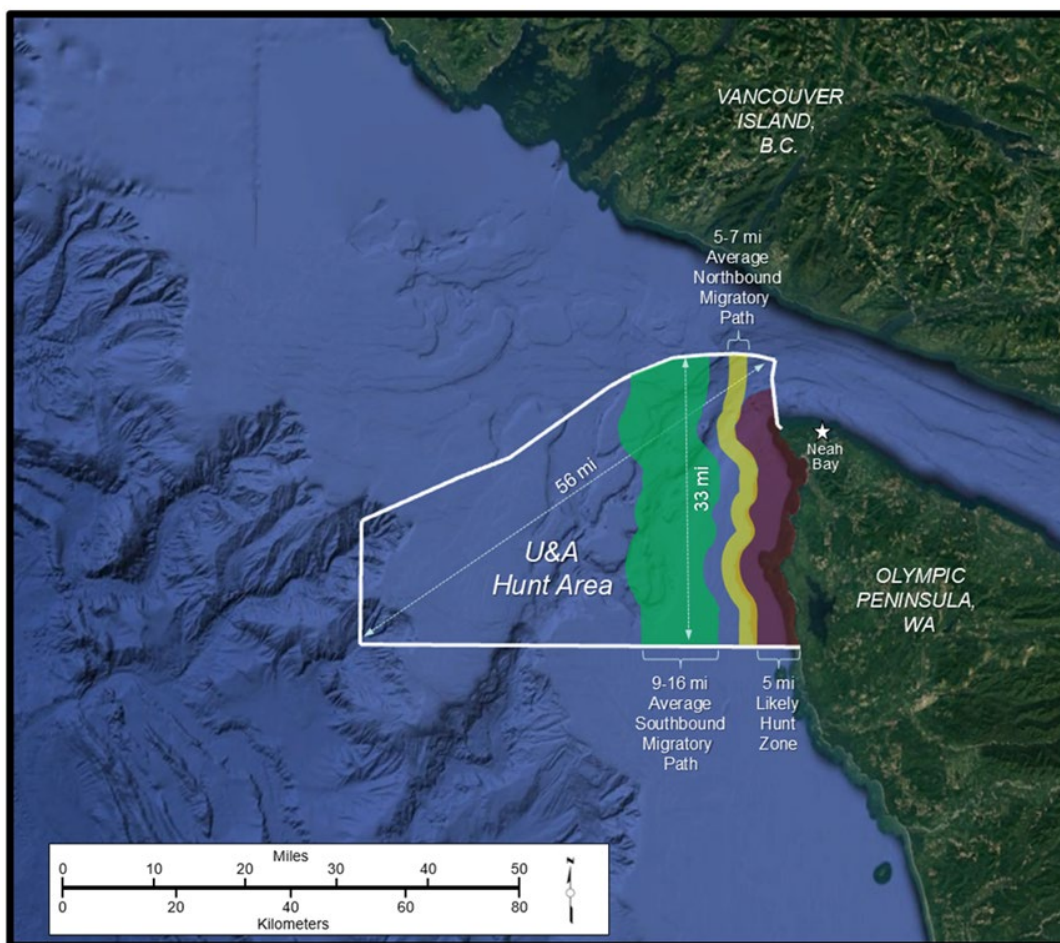 VANCOUVER
ISLAND,
B.C.
5-7 mi
Average
Northbound
Migratory
Path
Neah
Bay
56 mi
33 mi
U&A
Hunt Area
OLYMPIC
PENINSULA,
WA
9-16 mi
Average
Southbound
Migratory
Path
5 mi
Likely
Hunt
Zone
Miles
0 10 20 30 40 50
0 20 40 60 80
Kilometers
N